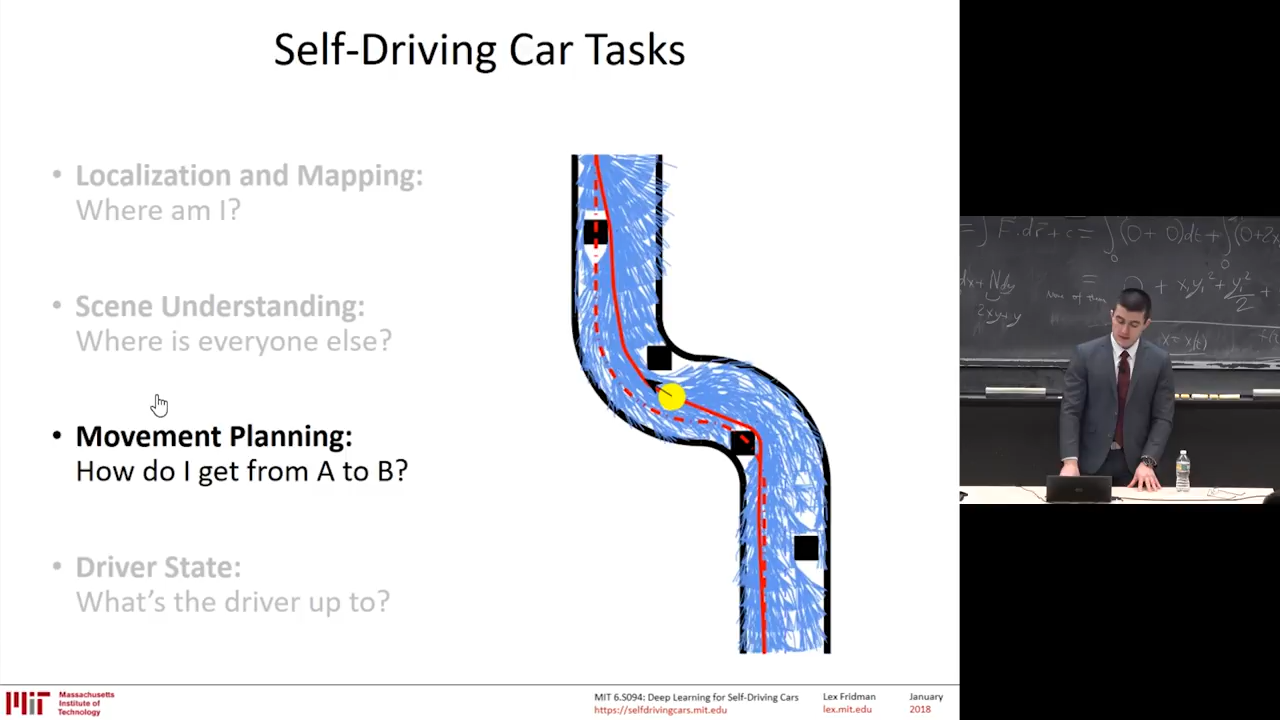 Self-Driving Car Tasks
• Localization and Mapping:
Where am I?
• Scene Understanding:
Where is everyone else?
• Movement Planning:
How do I get from A to B?
• Driver State:
What's the driver up to?
MIT
Massachusetts
Institute of
Technology
MIT 6.S094: Deep Learning for Self-Driving Cars
https://selfdrivingcars.mit.edu
Lex Fridman
lex.mit.edu
January
2018
x = x(t)